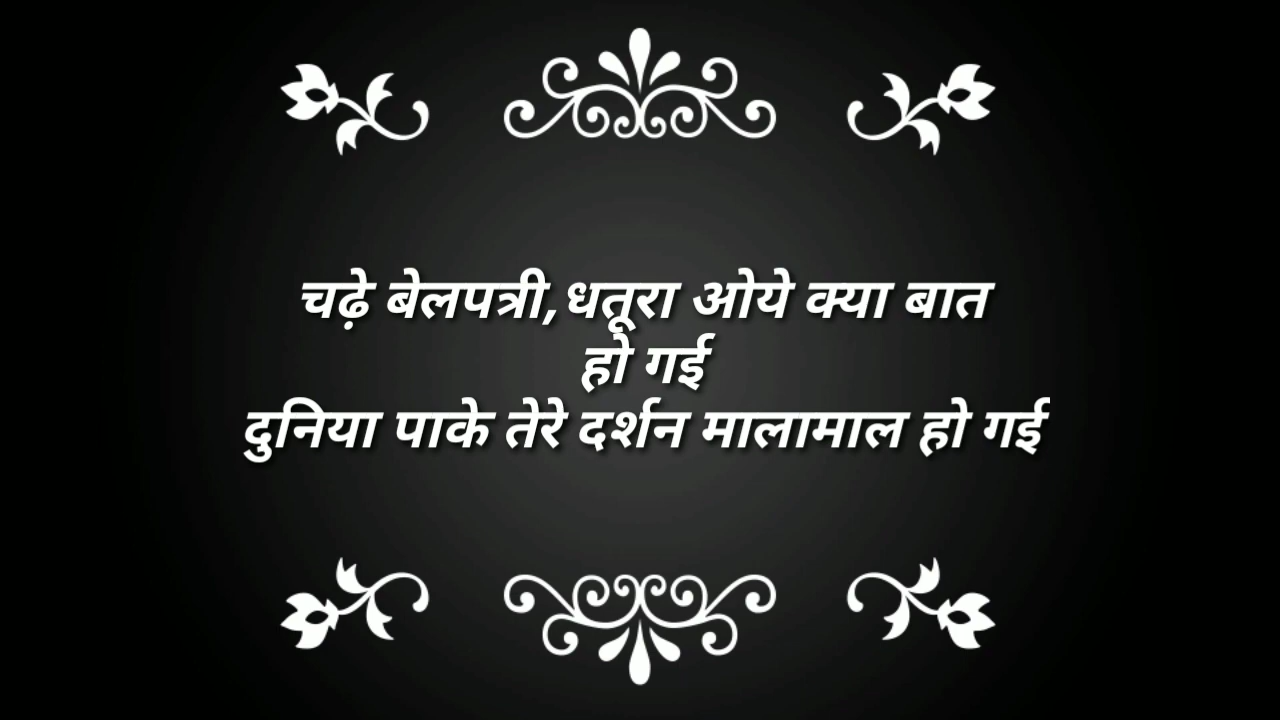 चढ़े बेलपत्री,धतूरा ओये क्या बात
हो गई
दुनिया पाके तेरे दर्शन मालामाल हो गई